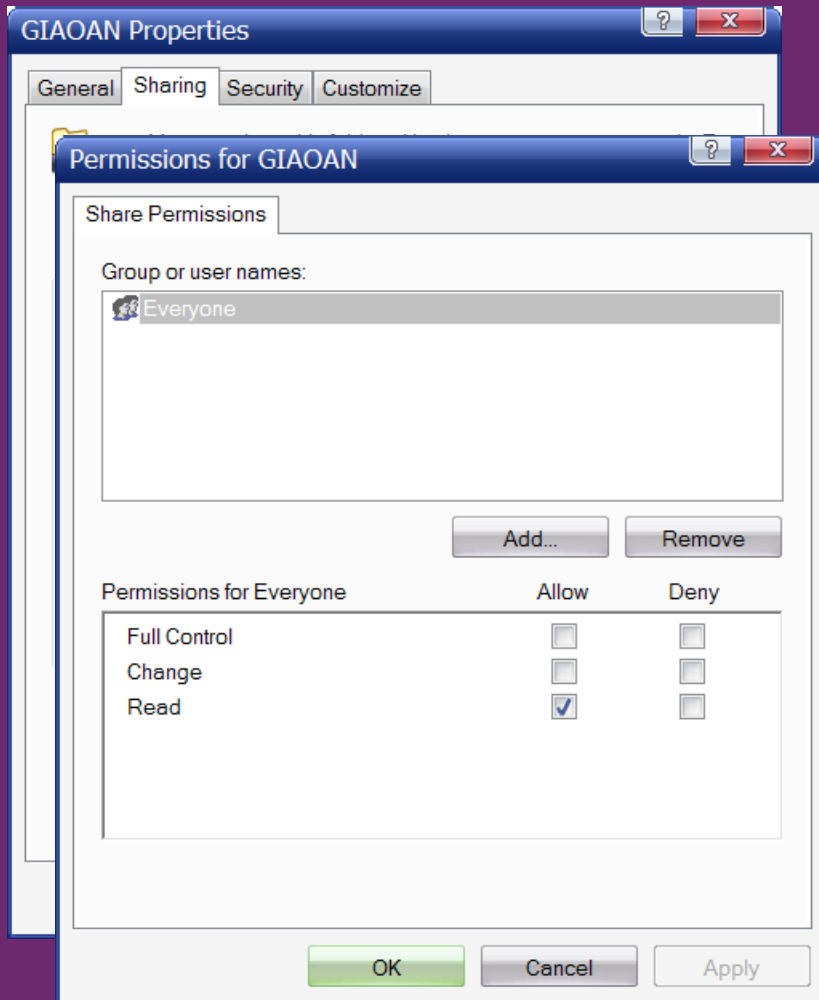 GIAOAN Properties
General Sharing Security Customize
Permissions for GIAOAN
Share Permissions
Group or user names:
Everyone
Add... Remove
Permissions for Everyone Allow Deny
Full Control
Change
Read
OK Cancel Apply